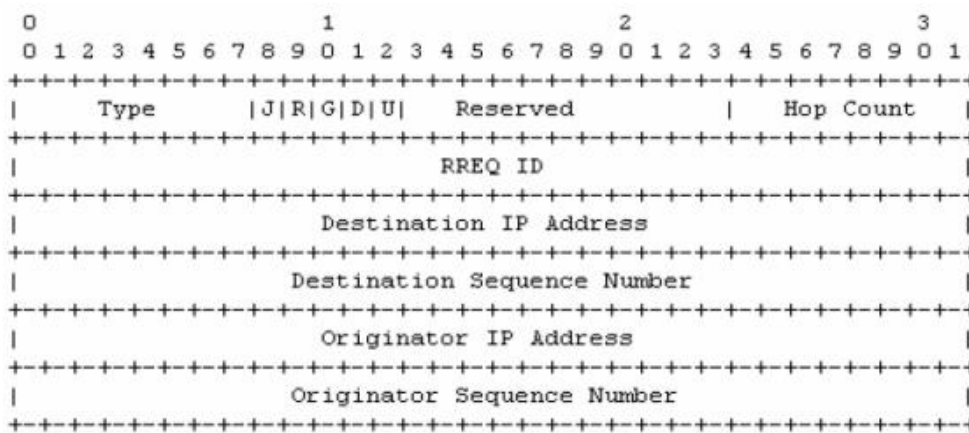 0 1 2 3
0 1 2 3 4 5 6 7 8 9 0 1 2 3 4 5 6 7 8 9 0 1 2 3 4 5 6 7 8 9 0 1
+-+-+-+-+-+-+-+-+-+-+-+-+-+-+-+-+-+-+-+-+-+-+-+-+-+-+-+-+-+-+-+-+
| Type |J|R|G|D|U| Reserved | Hop Count |
+-+-+-+-+-+-+-+-+-+-+-+-+-+-+-+-+-+-+-+-+-+-+-+-+-+-+-+-+-+-+-+-+
| RREQ ID |
+-+-+-+-+-+-+-+-+-+-+-+-+-+-+-+-+-+-+-+-+-+-+-+-+-+-+-+-+-+-+-+-+
| Destination IP Address |
+-+-+-+-+-+-+-+-+-+-+-+-+-+-+-+-+-+-+-+-+-+-+-+-+-+-+-+-+-+-+-+-+
| Destination Sequence Number |
+-+-+-+-+-+-+-+-+-+-+-+-+-+-+-+-+-+-+-+-+-+-+-+-+-+-+-+-+-+-+-+-+
| Originator IP Address |
+-+-+-+-+-+-+-+-+-+-+-+-+-+-+-+-+-+-+-+-+-+-+-+-+-+-+-+-+-+-+-+-+
| Originator Sequence Number |
+-+-+-+-+-+-+-+-+-+-+-+-+-+-+-+-+-+-+-+-+-+-+-+-+-+-+-+-+-+-+-+-+